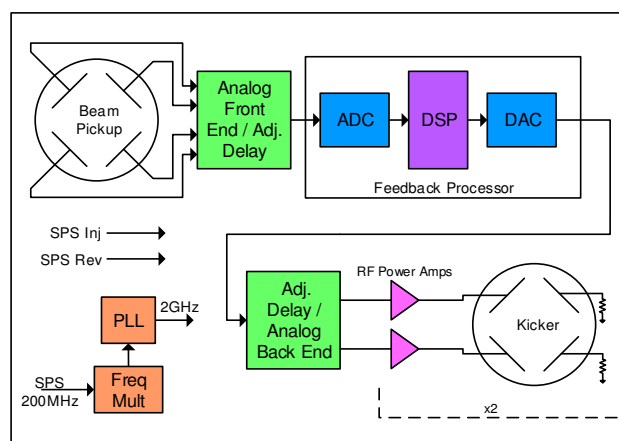 Beam
Pickup
Analog
Front
End / Adj.
Delay
ADC
DSP
DAC
Feedback Processor
SPS Inj
SPS Rev
PLL
2GHz
SPS
200MHz
Freq
Mult
Adj.
Delay /
Analog
Back End
RF Power Amps
Kicker
x2